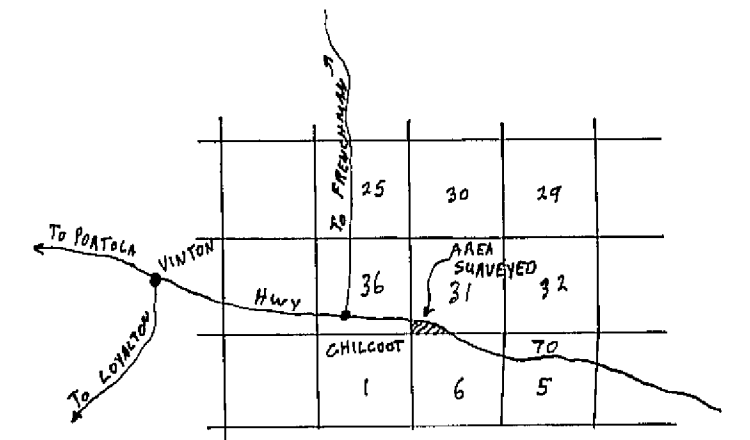 TO FRENCHMAN
25
30
29
TO PORTOLA
VINTON
AREA
SURVEYED
36
31
32
HWY
TO LOYALTON
CHILCOOT
70
1
6
5